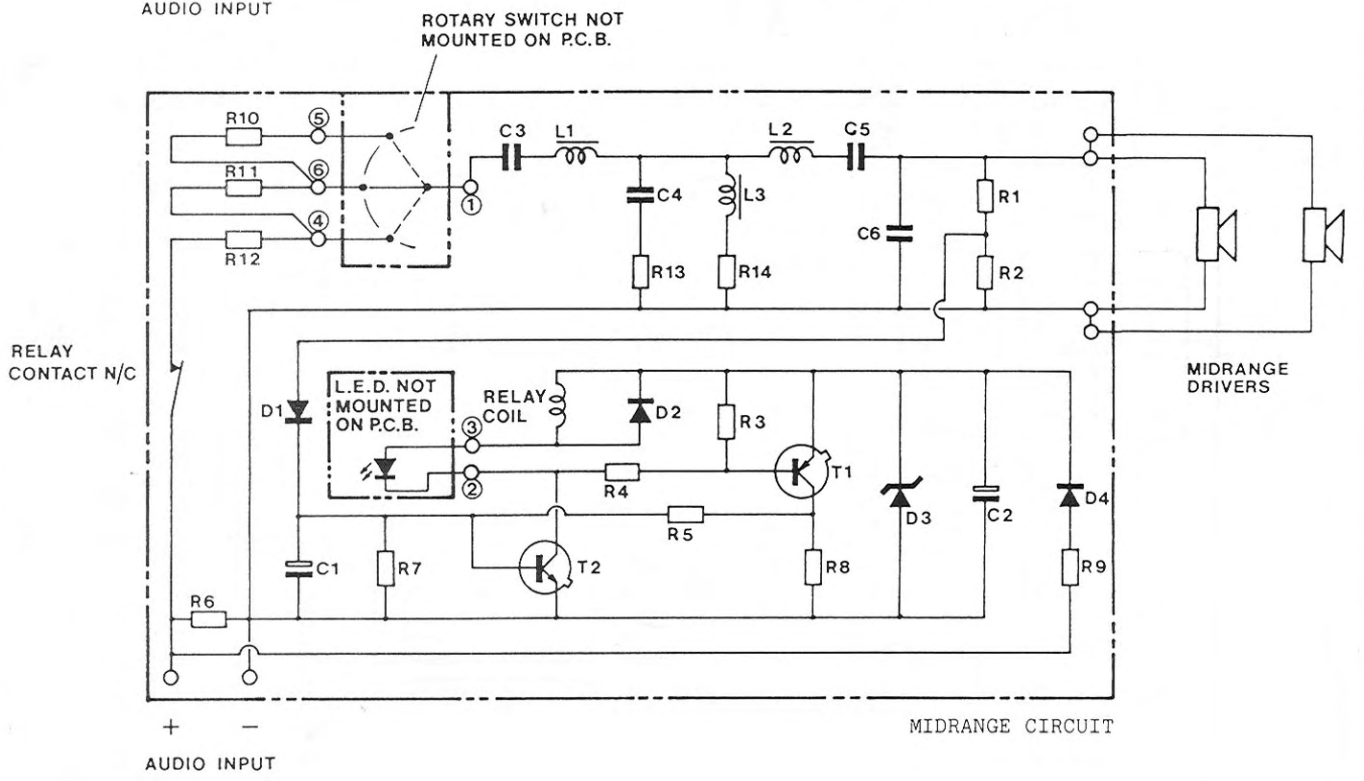 AUDIO INPUT
ROTARY SWITCH NOT
MOUNTED ON P.C.B.
R10
5
R11
6
4
R12
1
C3
L1
C4
R13
L3
R14
L2
C5
C6
R1
R2
RELAY
CONTACT N/C
MIDRANGE
DRIVERS
D1
L.E.D. NOT
MOUNTED
ON P.C.B.
RELAY
COIL
3
2
D2
R3
R4
T1
R5
D3
C2
D4
C1
R7
T2
R8
R9
R6
+ −
MIDRANGE CIRCUIT
AUDIO INPUT